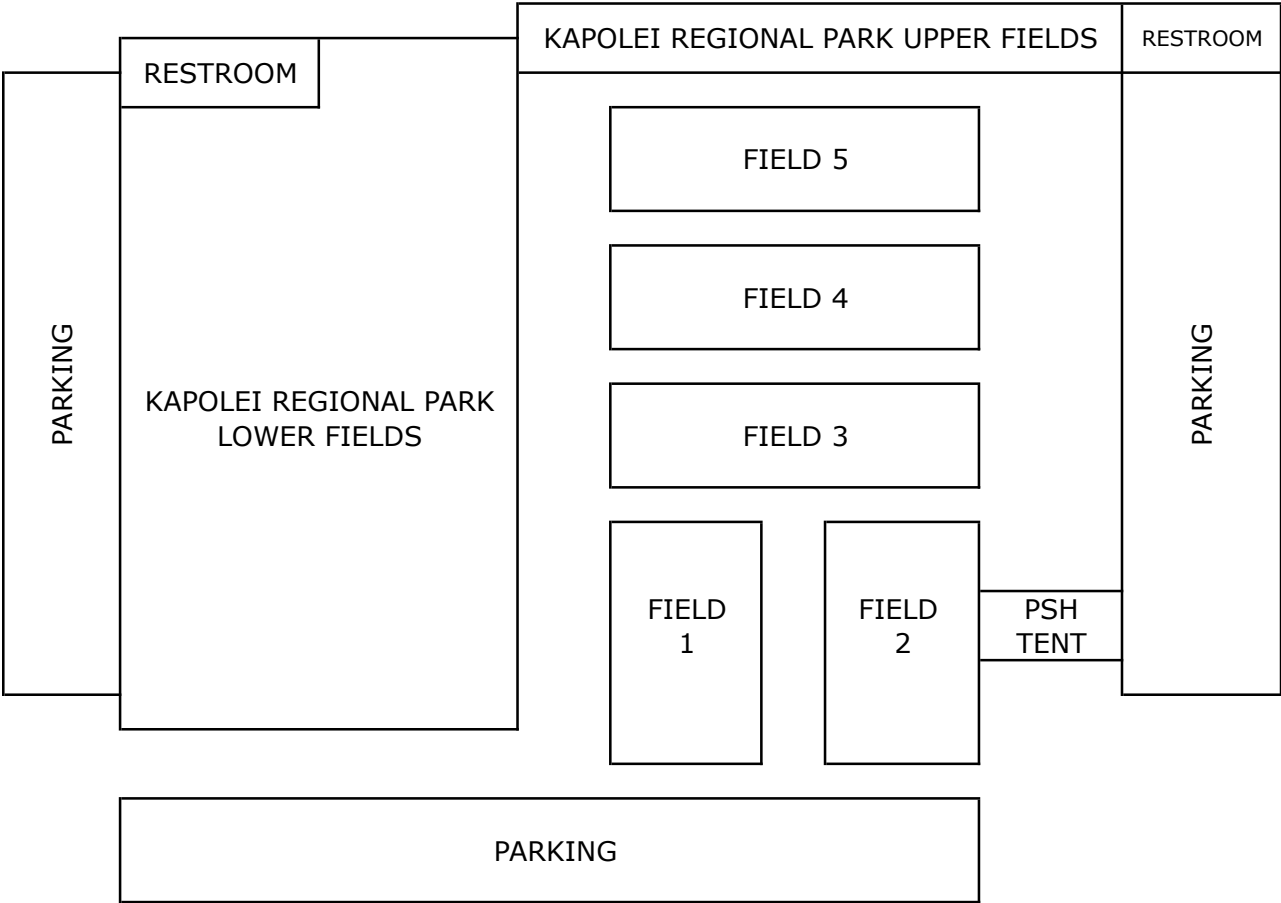 KAPOLEI REGIONAL PARK UPPER FIELDS
RESTROOM
RESTROOM
FIELD 5
FIELD 4
PARKING
PARKING
KAPOLEI REGIONAL PARK
LOWER FIELDS
FIELD 3
FIELD
1
FIELD
2
PSH
TENT
PARKING